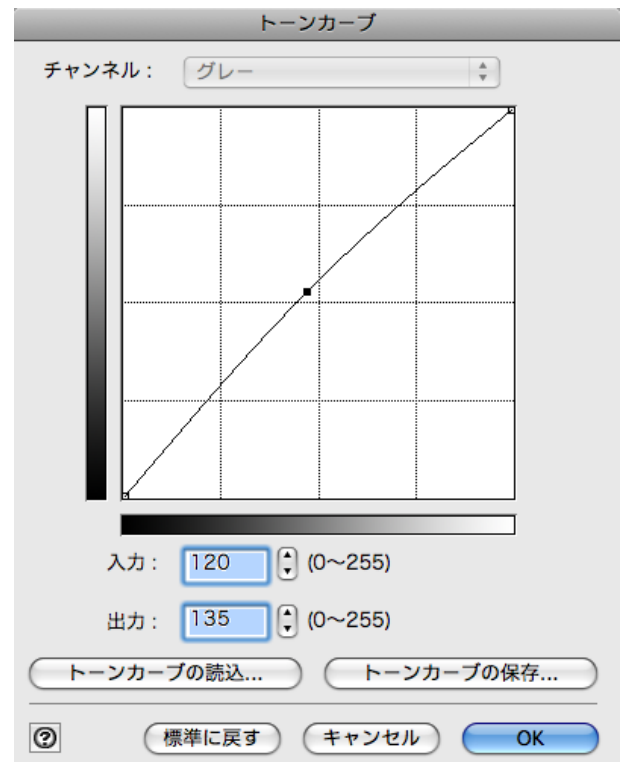 トーンカーブ
チャンネル： グレー
入力： 120 (0〜255)
出力： 135 (0〜255)
トーンカーブの読込... トーンカーブの保存...
? 標準に戻す キャンセル OK